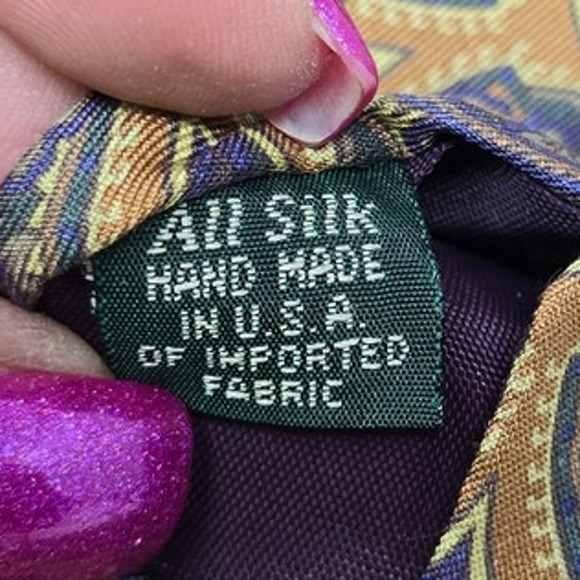 All Silk
HAND MADE
IN U.S.A.
OF IMPORTED
FABRIC